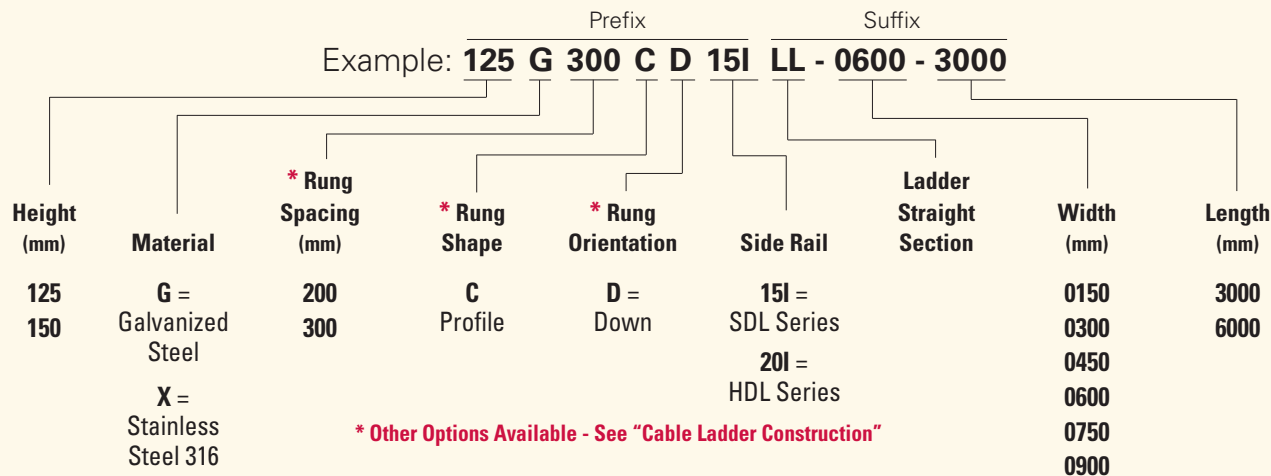 Prefix Suffix
Example: 125 G 300 C D 15I LL - 0600 - 3000
Height
(mm)
125
150
Material
G =
Galvanized
Steel
X =
Stainless
Steel 316
* Rung
Spacing
(mm)
200
300
* Rung
Shape
C
Profile
* Rung
Orientation
D =
Down
Side Rail
15I =
SDL Series
20I =
HDL Series
Ladder
Straight
Section
Width
(mm)
0150
0300
0450
0600
0750
0900
Length
(mm)
3000
6000
* Other Options Available - See “Cable Ladder Construction”